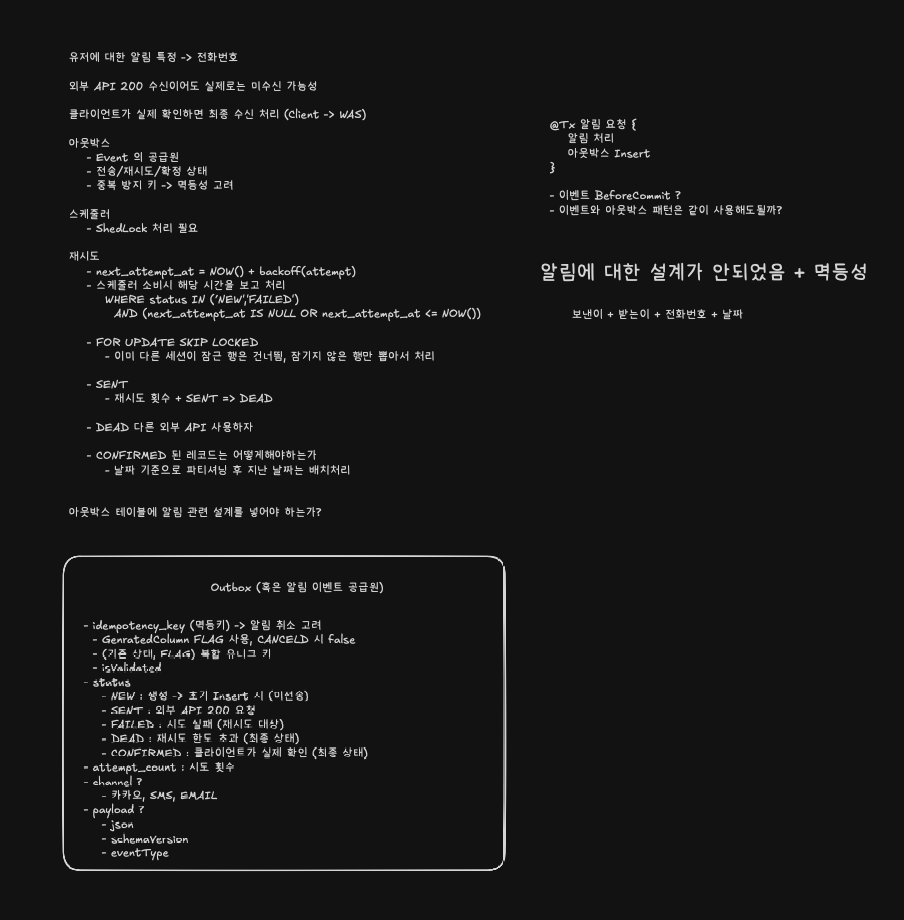 유저에 대한 알림 특정 -> 전화번호
외부 API 200 수신이어도 실제로는 미수신 가능성
클라이언트가 실제 확인하면 최종 수신 처리 (Client -> WAS)
아웃박스
- Event 의 공급원
- 전송/재시도/확정 상태
- 중복 방지 키 -> 멱등성 고려
스케줄러
- ShedLock 처리 필요
재시도
- next_attempt_at = NOW() + backoff(attempt)
- 스케줄러 소비시 해당 시간을 보고 처리
WHERE status IN ('NEW','FAILED')
AND (next_attempt_at IS NULL OR next_attempt_at <= NOW())
- FOR UPDATE SKIP LOCKED
- 이미 다른 세션이 잠근 행은 건너뜀, 잠기지 않은 행만 뽑아서 처리
- SENT
- 재시도 횟수 + SENT => DEAD
- DEAD 다른 외부 API 사용하자
- CONFIRMED 된 레코드는 어떻게해야하는가
- 날짜 기준으로 파티셔닝 후 지난 날짜는 배치처리
아웃박스 테이블에 알림 관련 설계를 넣어야 하는가?
Outbox (혹은 알림 이벤트 공급원)
- idempotency_key (멱등키) -> 알림 취소 고려
- GenratedColumn FLAG 사용, CANCELD 시 false
- (기존 상태, FLAG) 복합 유니크 키
- isValidated
- status
- NEW : 생성 -> 초기 Insert 시 (미전송)
- SENT : 외부 API 200 요청
- FAILED : 시도 실패 (재시도 대상)
- DEAD : 재시도 한도 초과 (최종 상태)
- CONFIRMED : 클라이언트가 실제 확인 (최종 상태)
- attempt_count : 시도 횟수
- channel ?
- 카카오, SMS, EMAIL
- payload ?
- json
- schemaVersion
- eventType
@Tx 알림 요청 {
알림 처리
아웃박스 Insert
}
- 이벤트 BeforeCommit ?
- 이벤트와 아웃박스 패턴은 같이 사용해도될까?
알림에 대한 설계가 안되었음 + 멱등성
보낸이 + 받는이 + 전화번호 + 날짜